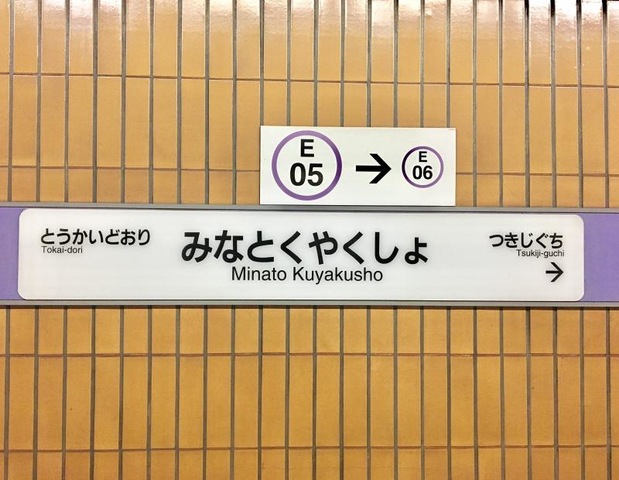 E
05
→
E
06
とうかいどおり
Tokai-dori
みなとくやくしょ
Minato Kuyakusho
つきじぐち
Tsukiji-guchi
→